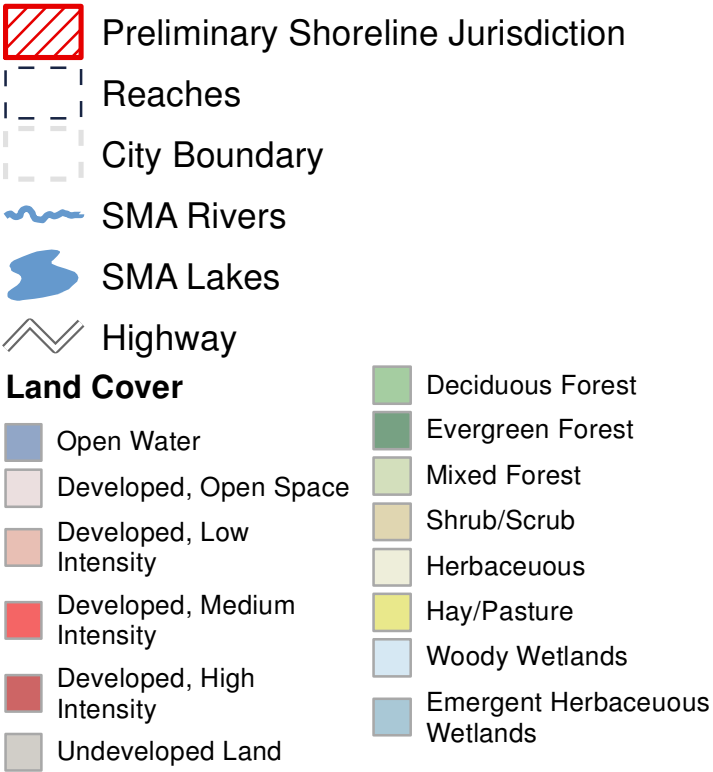 Preliminary Shoreline Jurisdiction
Reaches
City Boundary
SMA Rivers
SMA Lakes
Highway
Land Cover
Open Water
Developed, Open Space
Developed, Low
Intensity
Developed, Medium
Intensity
Developed, High
Intensity
Undeveloped Land
Deciduous Forest
Evergreen Forest
Mixed Forest
Shrub/Scrub
Herbaceuous
Hay/Pasture
Woody Wetlands
Emergent Herbaceuous
Wetlands